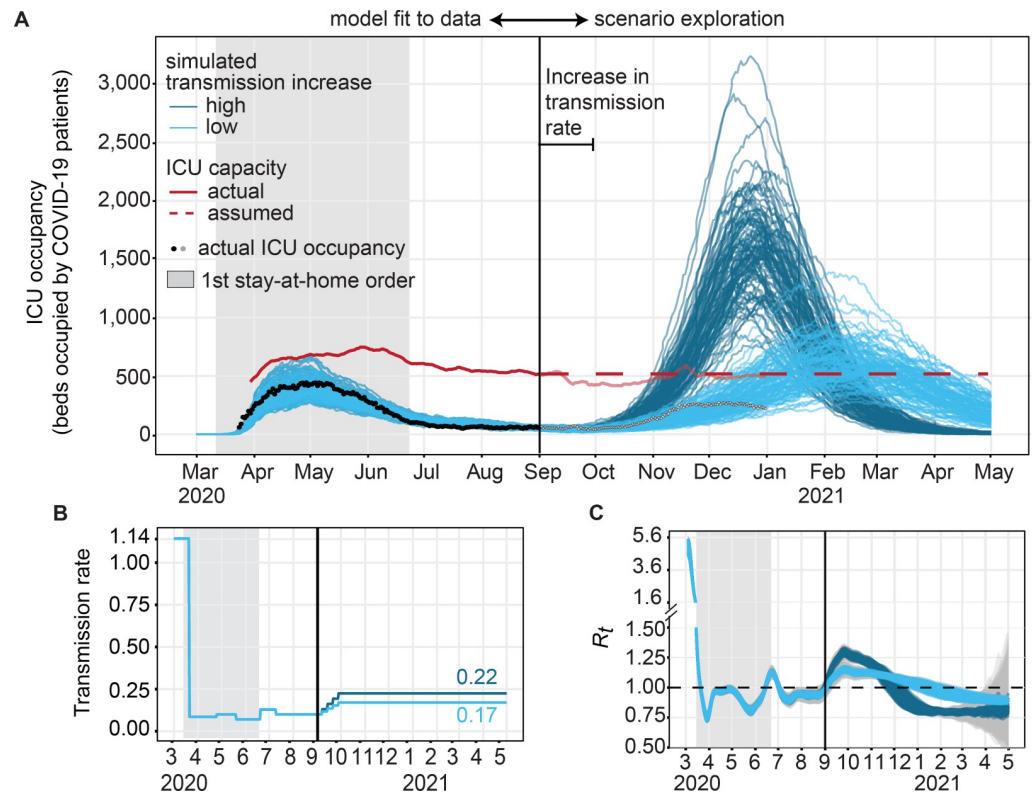 A
model fit to data
scenario exploration
ICU occupancy
(beds occupied by COVID-19 patients)
3,000
2,500
2,000
1,500
1,000
500
0
simulated
transmission increase
high
low
ICU capacity
actual
assumed
actual ICU occupancy
1st stay-at-home order
Increase in
transmission
rate
Mar Apr May Jun Jul Aug Sep Oct Nov Dec Jan Feb Mar Apr May
2020 2021
B
Transmission rate
1.14
1.00
0.75
0.50
0.25
0.00
0.22
0.17
3 4 5 6 7 8 9 10 11 12 1 2 3 4 5
2020 2021
C
Rt
5.6
3.6
1.6
1.50
1.25
1.00
0.75
0.50
3 4 5 6 7 8 9 10 11 12 1 2 3 4 5
2020 2021